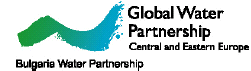 Global Water
Partnership
Central and Eastern Europe
Bulgaria Water Partnership